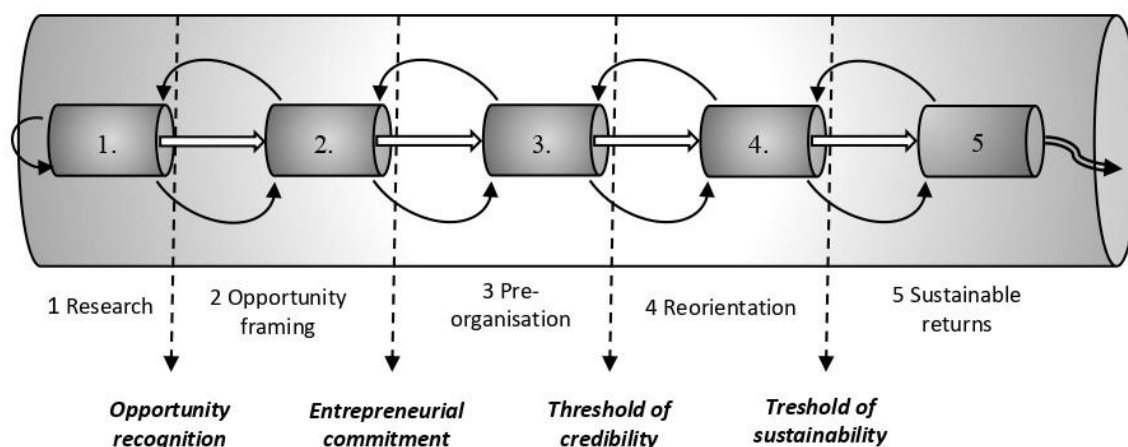 1.
2.
3.
4.
5
1 Research
2 Opportunity
framing
3 Pre-
organisation
4 Reorientation
5 Sustainable
returns
Opportunity
recognition
Entrepreneurial
commitment
Threshold of
credibility
Treshold of
sustainability